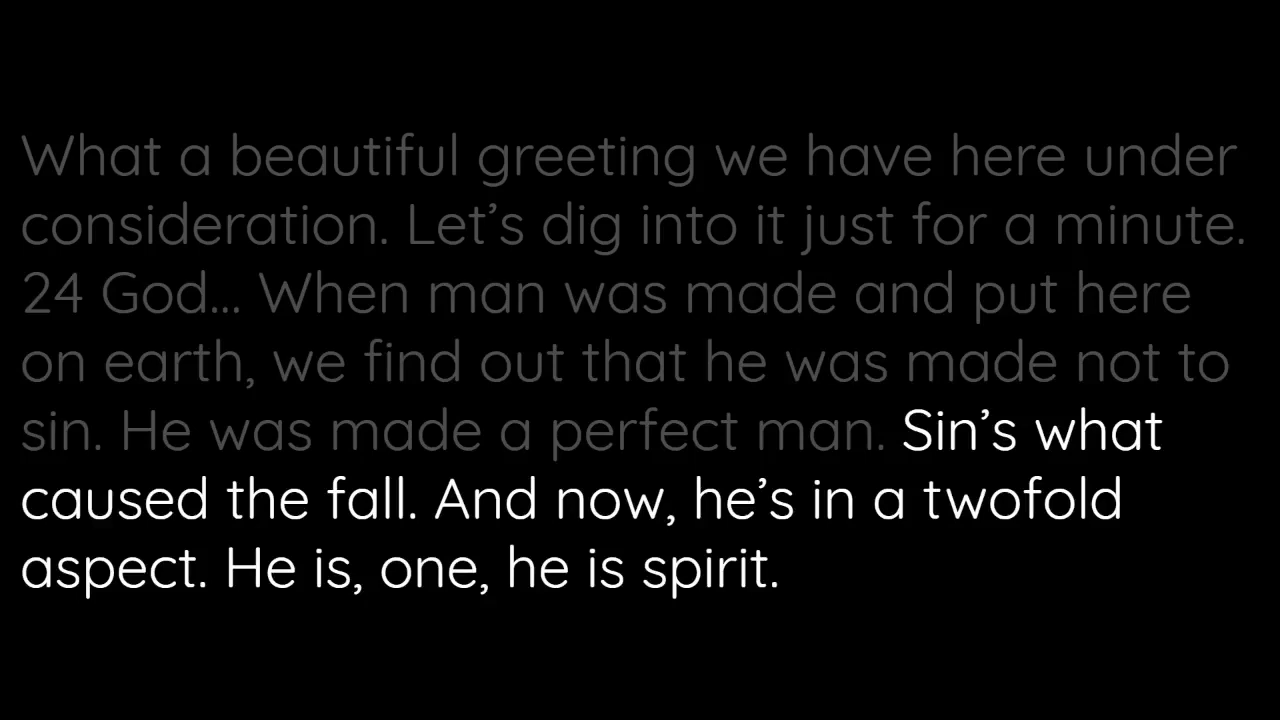 What a beautiful greeting we have here under
consideration. Let’s dig into it just for a minute.
24 God... When man was made and put here
on earth, we find out that he was made not to
sin. He was made a perfect man. Sin’s what
caused the fall. And now, he’s in a twofold
aspect. He is, one, he is spirit.